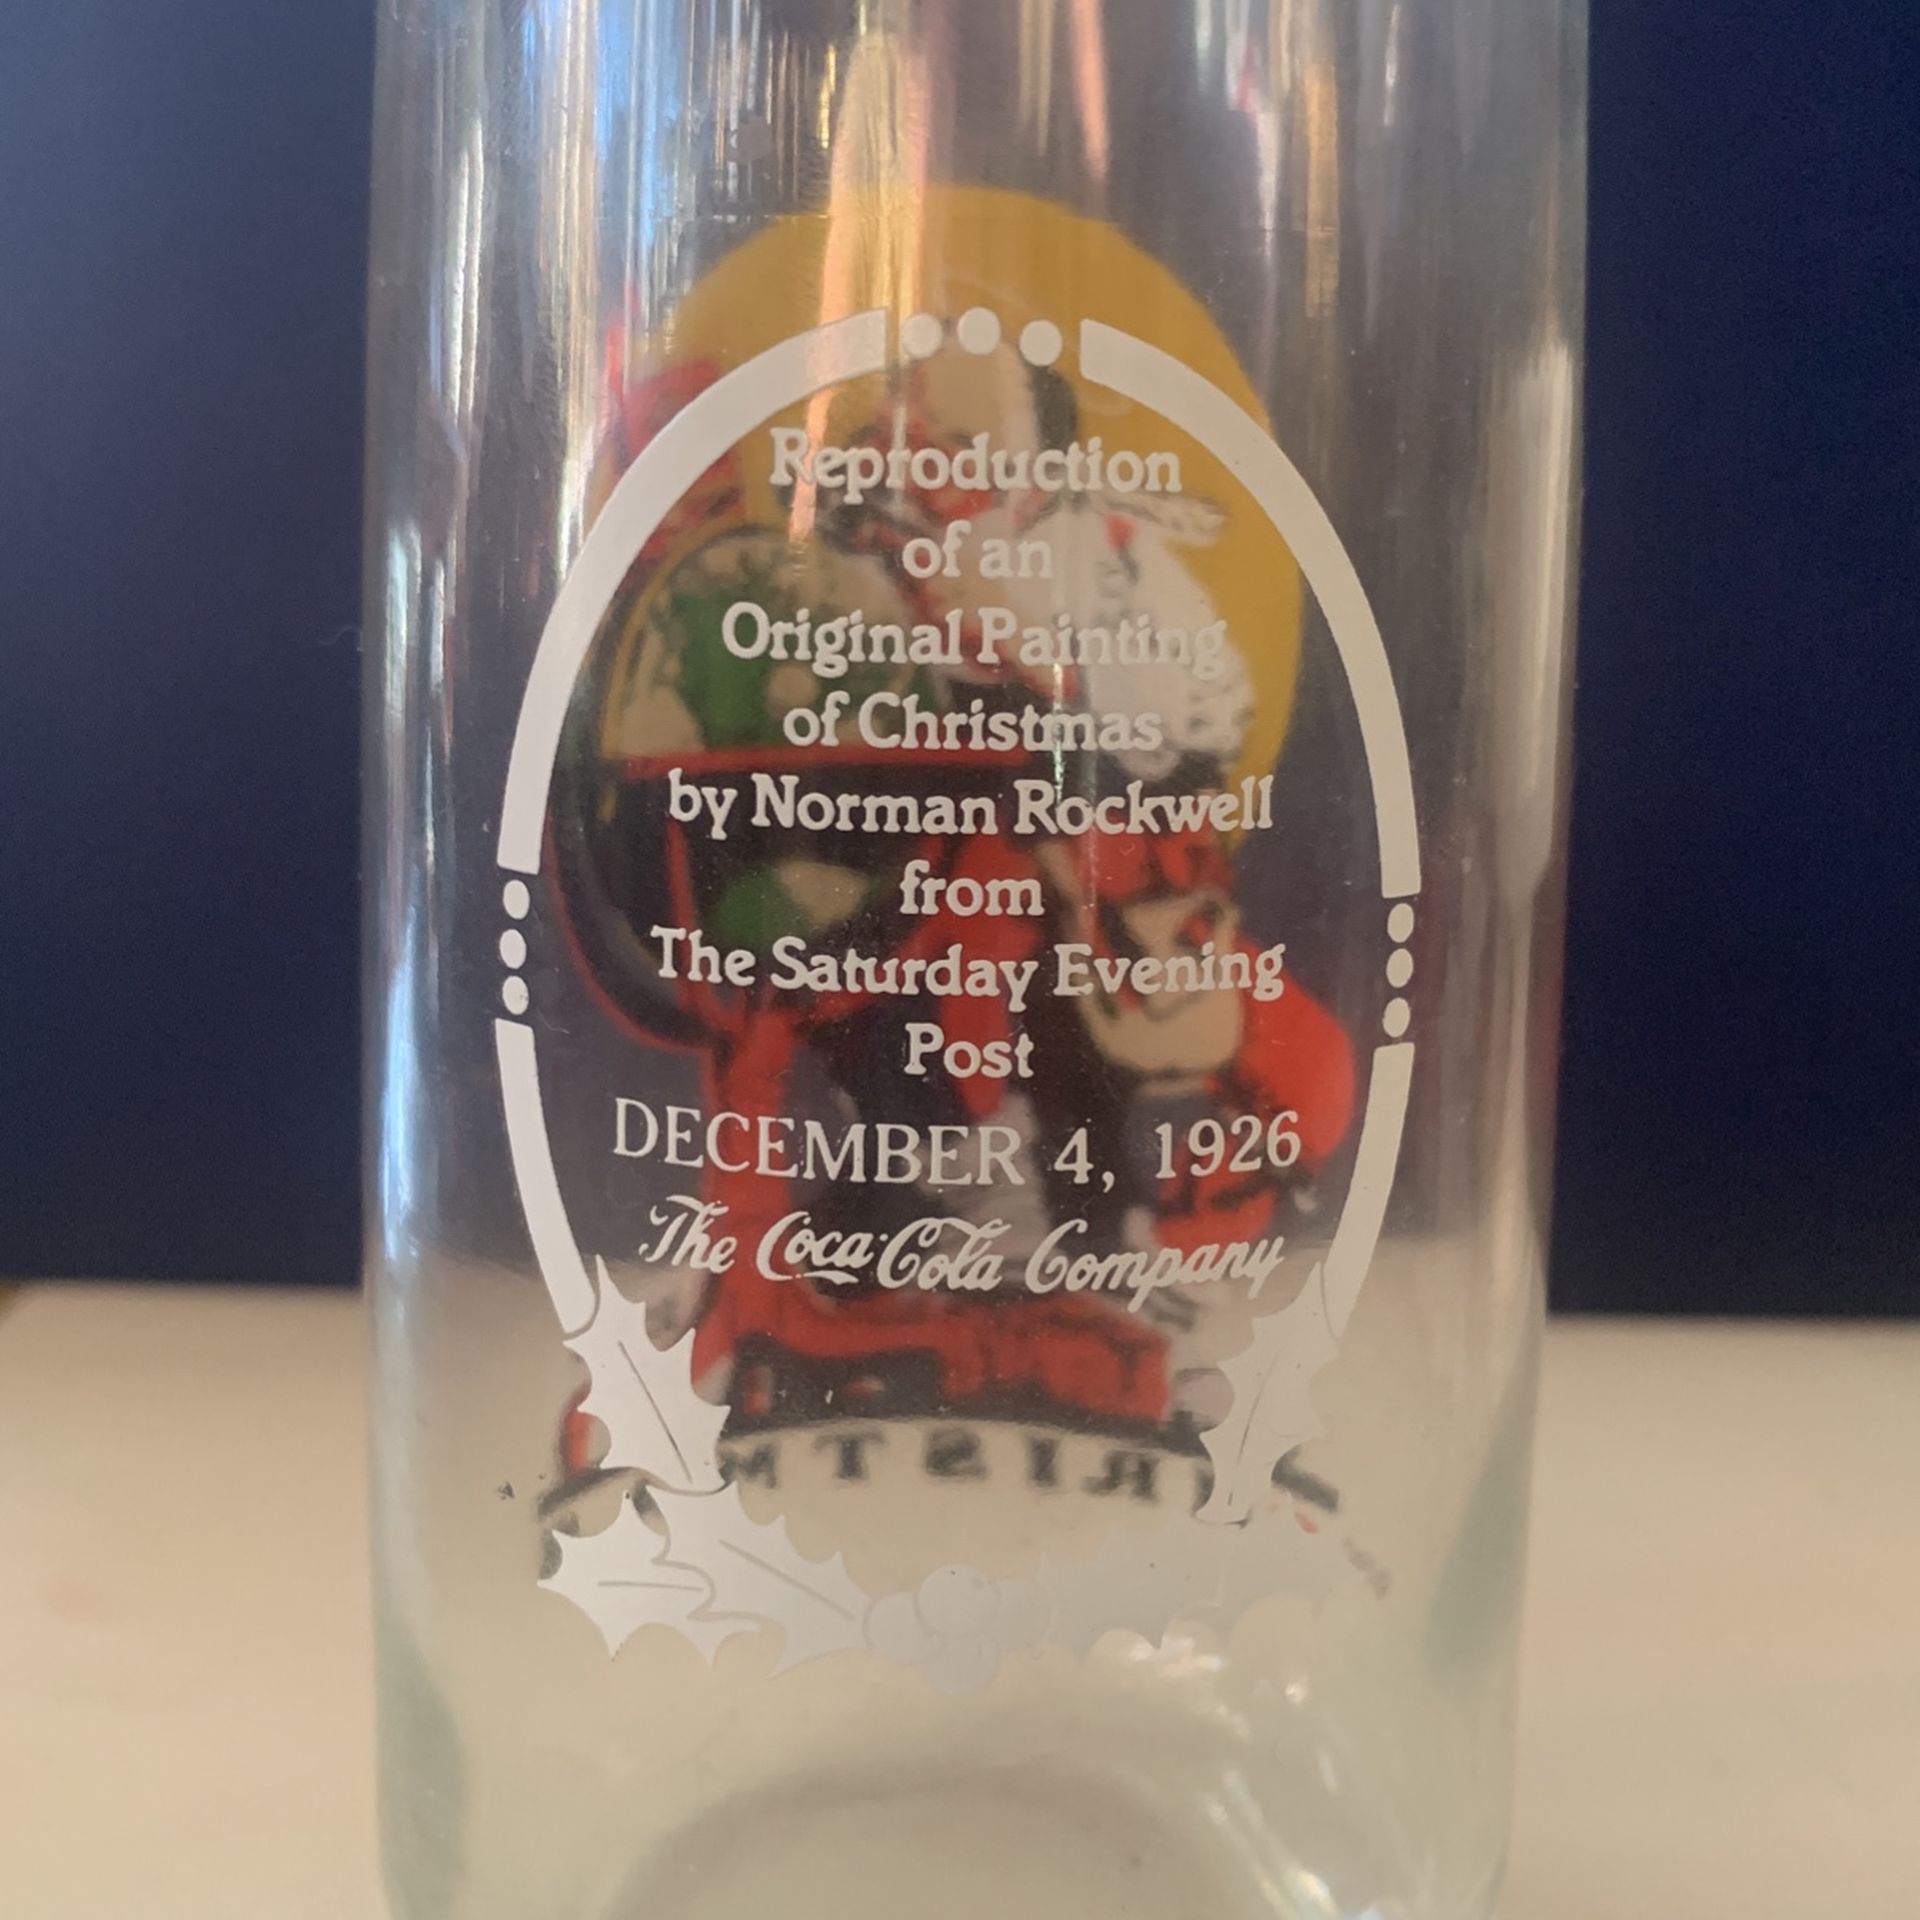 Reproduction
of an
Original Painting
of Christmas
by Norman Rockwell
from
The Saturday Evening
Post
DECEMBER 4, 1926
The Coca-Cola Company